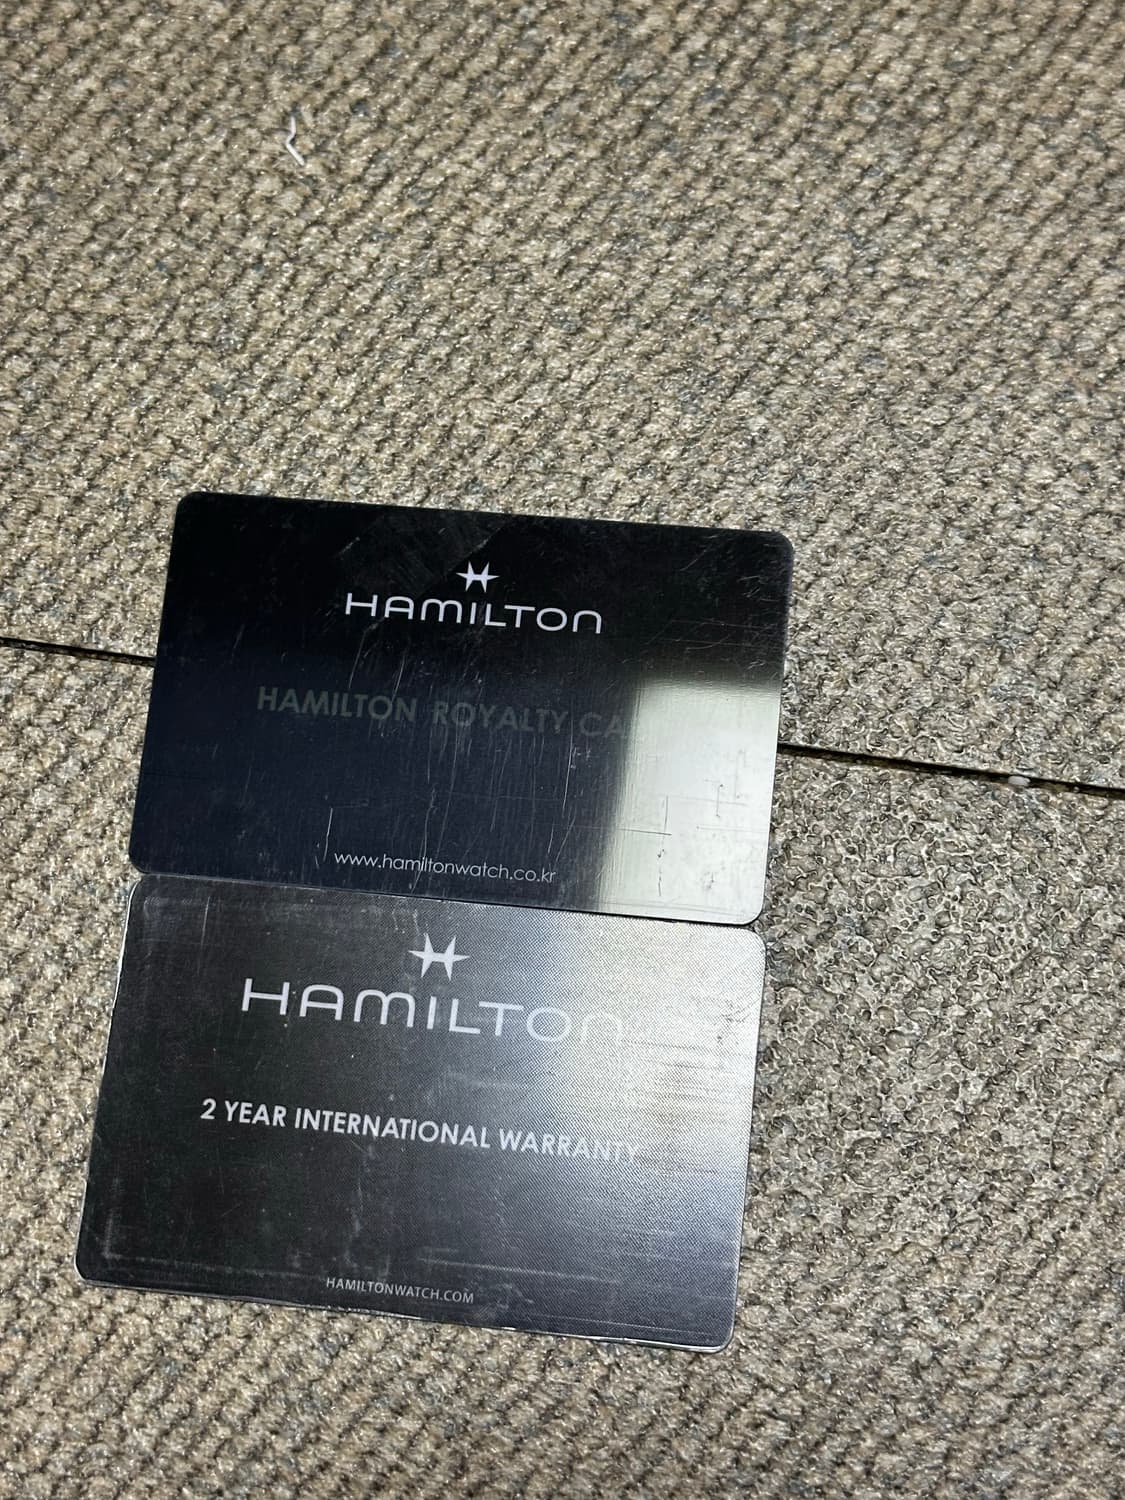 HAMILTON
HAMILTON ROYALTY
www.hamiltonwatch.co.kr
HAMILTON
2 YEAR INTERNATIONAL WARRANTY
HAMILTONWATCH.COM